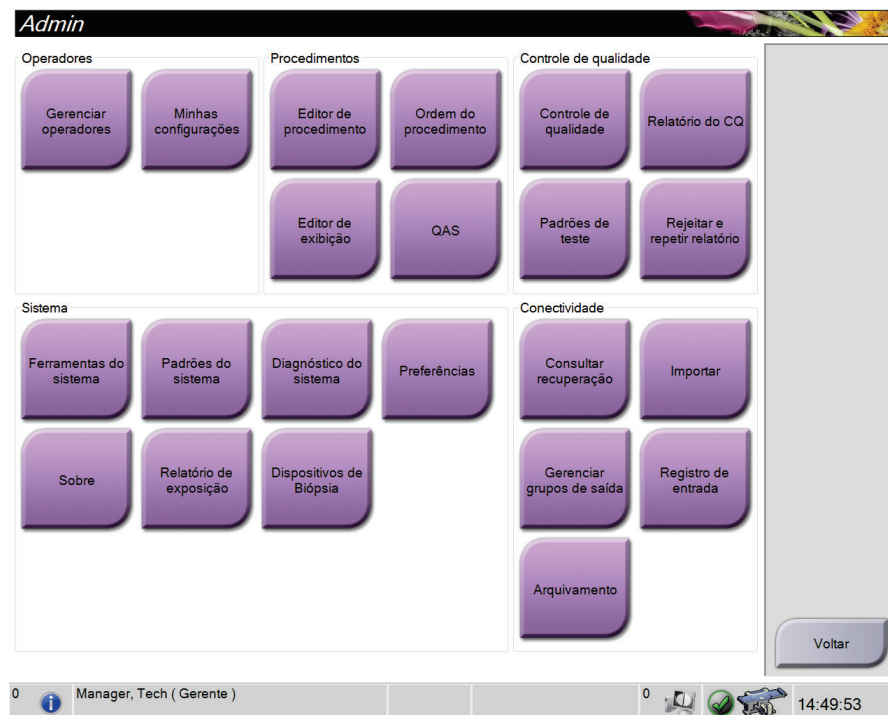 Admin
Operadores
Gerenciar
operadores
Minhas
configurações
Procedimentos
Editor de
procedimento
Ordem do
procedimento
Editor de
exibição
QAS
Controle de qualidade
Controle de
qualidade
Relatório do CQ
Padrões de
teste
Rejeitar e
repetir relatório
Sistema
Ferramentas do
sistema
Padrões do
sistema
Diagnóstico do
sistema
Preferências
Sobre
Relatório de
exposição
Dispositivos de
Biópsia
Conectividade
Consultar
recuperação
Importar
Gerenciar
grupos de saída
Registro de
entrada
Arquivamento
Voltar
0
Manager, Tech ( Gerente )
0
14:49:53